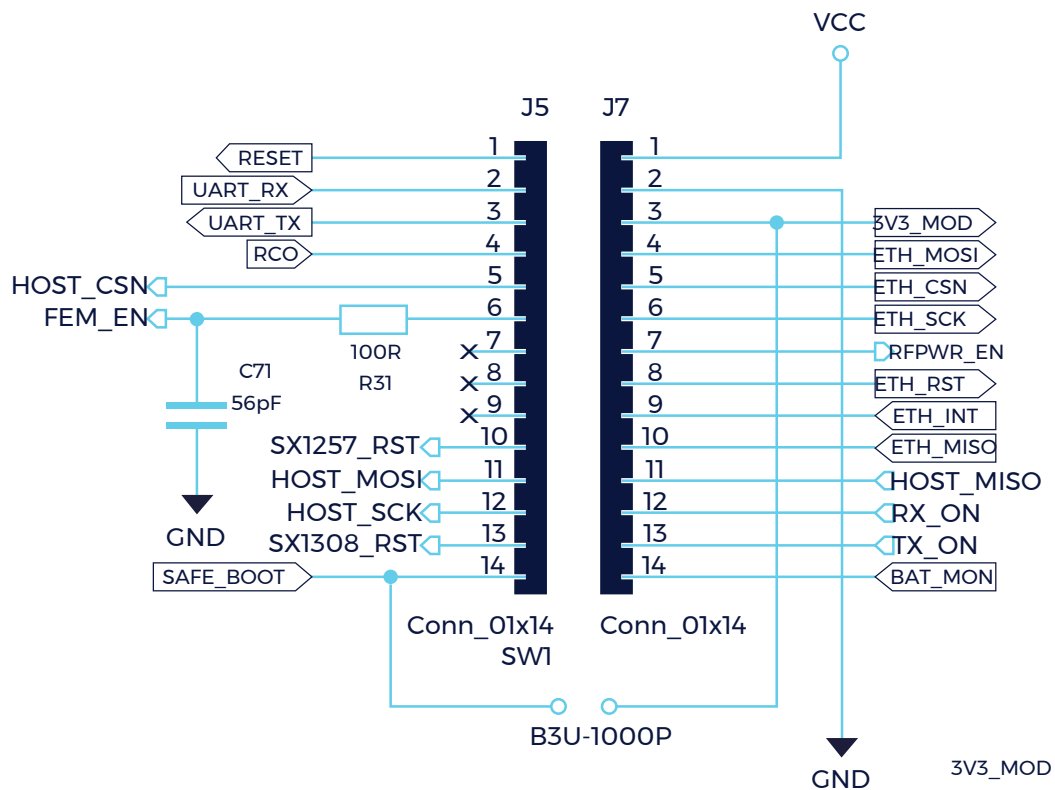 VCC
J5 J7
RESET 1 1
UART_RX 2 2
UART_TX 3 3 3V3_MOD
RCO 4 4 ETH_MOSI
HOST_CSN 5 5 ETH_CSN
FEM_EN 6 6 ETH_SCK
100R 7 7 RFPWR_EN
C71 R31 8 8 ETH_RST
56pF 9 9 ETH_INT
SX1257_RST 10 10 ETH_MISO
HOST_MOSI 11 11 HOST_MISO
HOST_SCK 12 12 RX_ON
GND SX1308_RST 13 13 TX_ON
SAFE_BOOT 14 14 BAT_MON
Conn_01x14 Conn_01x14
SW1
B3U-1000P
GND 3V3_MOD